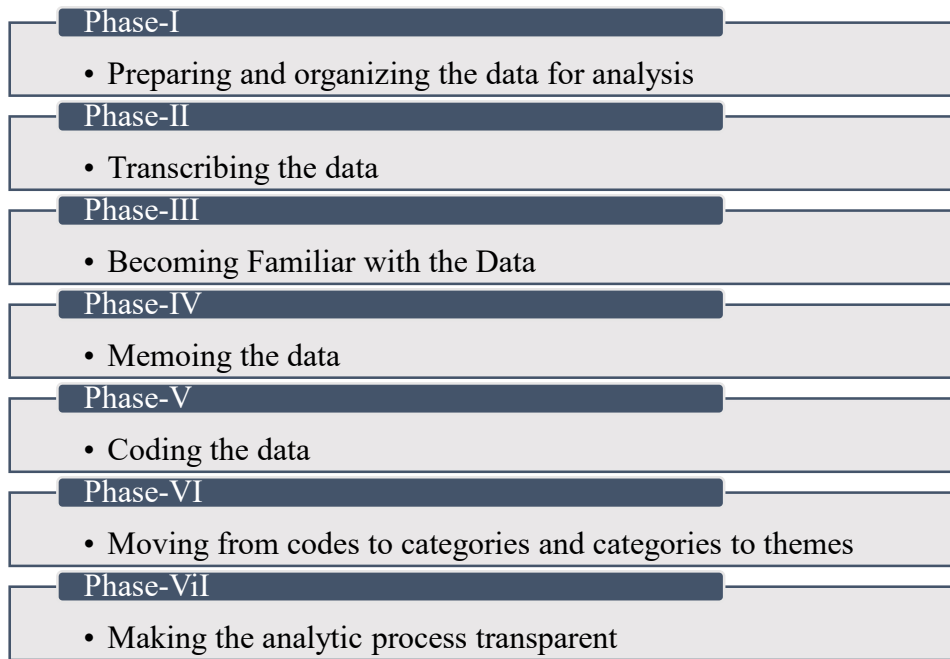 Phase-I
• Preparing and organizing the data for analysis
Phase-II
• Transcribing the data
Phase-III
• Becoming Familiar with the Data
Phase-IV
• Memoing the data
Phase-V
• Coding the data
Phase-VI
• Moving from codes to categories and categories to themes
Phase-ViI
• Making the analytic process transparent